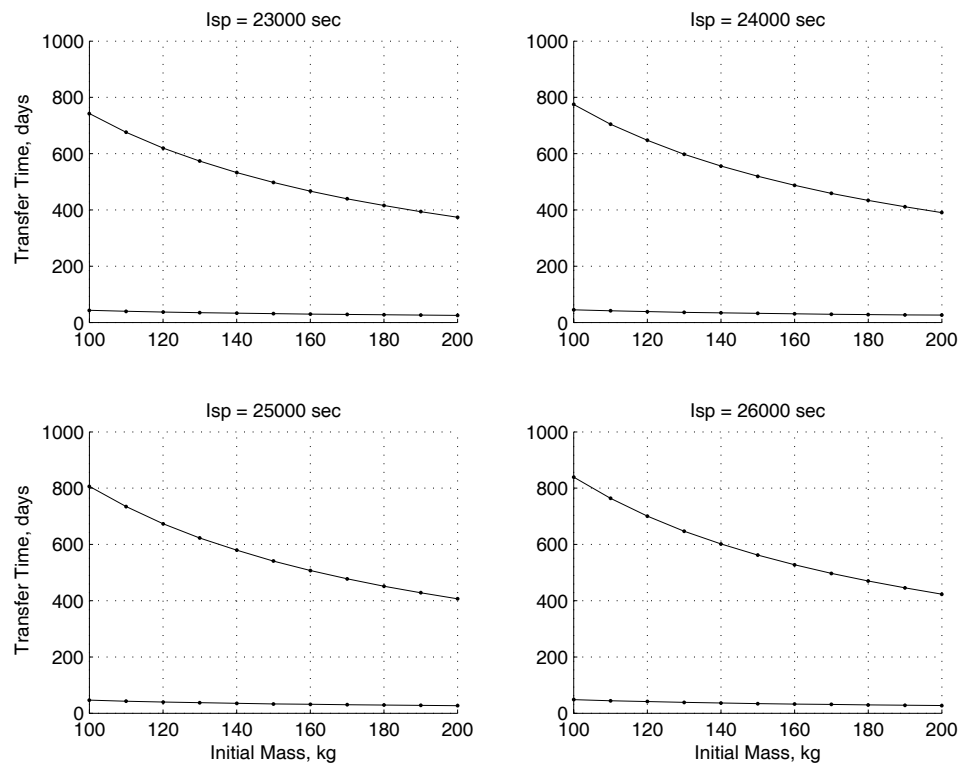 Isp = 23000 sec
Transfer Time, days
1000
800
600
400
200
0
100 120 140 160 180 200
Isp = 24000 sec
1000
800
600
400
200
0
100 120 140 160 180 200
Isp = 25000 sec
Transfer Time, days
1000
800
600
400
200
0
100 120 140 160 180 200
Initial Mass, kg
Isp = 26000 sec
1000
800
600
400
200
0
100 120 140 160 180 200
Initial Mass, kg